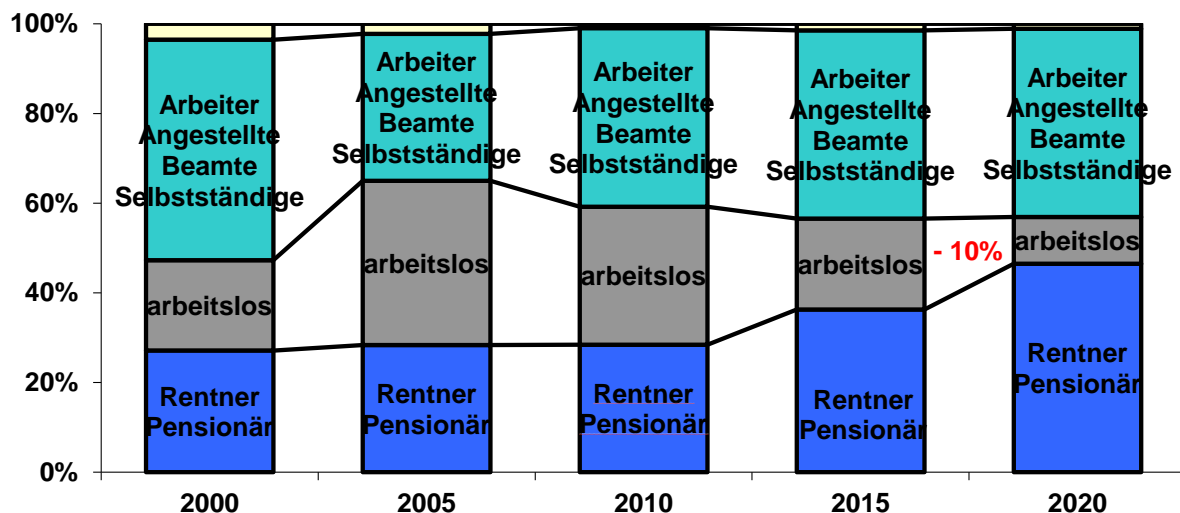 100%
80%
60%
40%
20%
0%
Arbeiter
Angestellte
Beamte
Selbstständige
arbeitslos
Rentner
Pensionär
Arbeiter
Angestellte
Beamte
Selbstständige
arbeitslos
Rentner
Pensionär
Arbeiter
Angestellte
Beamte
Selbstständige
arbeitslos
Rentner
Pensionär
Arbeiter
Angestellte
Beamte
Selbstständige
arbeitslos
Rentner
Pensionär
- 10%
Arbeiter
Angestellte
Beamte
Selbstständige
arbeitslos
Rentner
Pensionär
2000
2005
2010
2015
2020